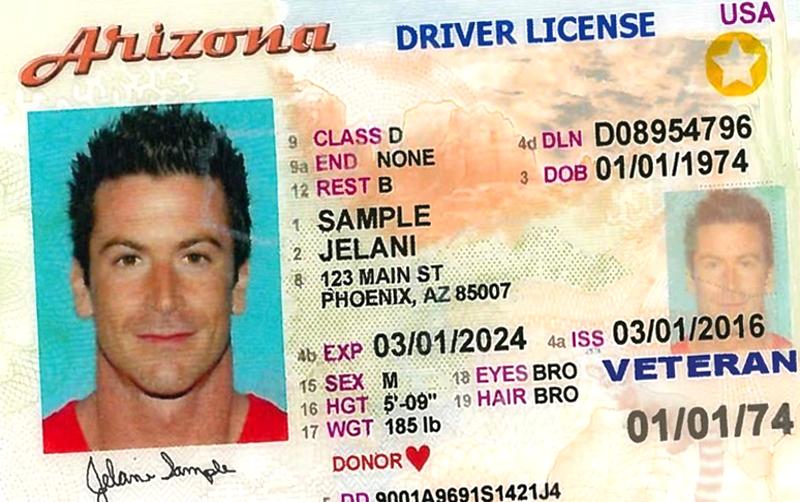 Arizona DRIVER LICENSE USA
9 CLASS D 4d DLN D08954796
9a END NONE 3 DOB 01/01/1974
12 REST B
1 SAMPLE
2 JELANI
8 123 MAIN ST
PHOENIX, AZ 85007
4b EXP 03/01/2024 4a ISS 03/01/2016
15 SEX M 18 EYES BRO VETERAN
16 HGT 5'-09" 19 HAIR BRO
17 WGT 185 lb 01/01/74
DONOR
Jelani Sample
5 DD 9001A9691S1421J4